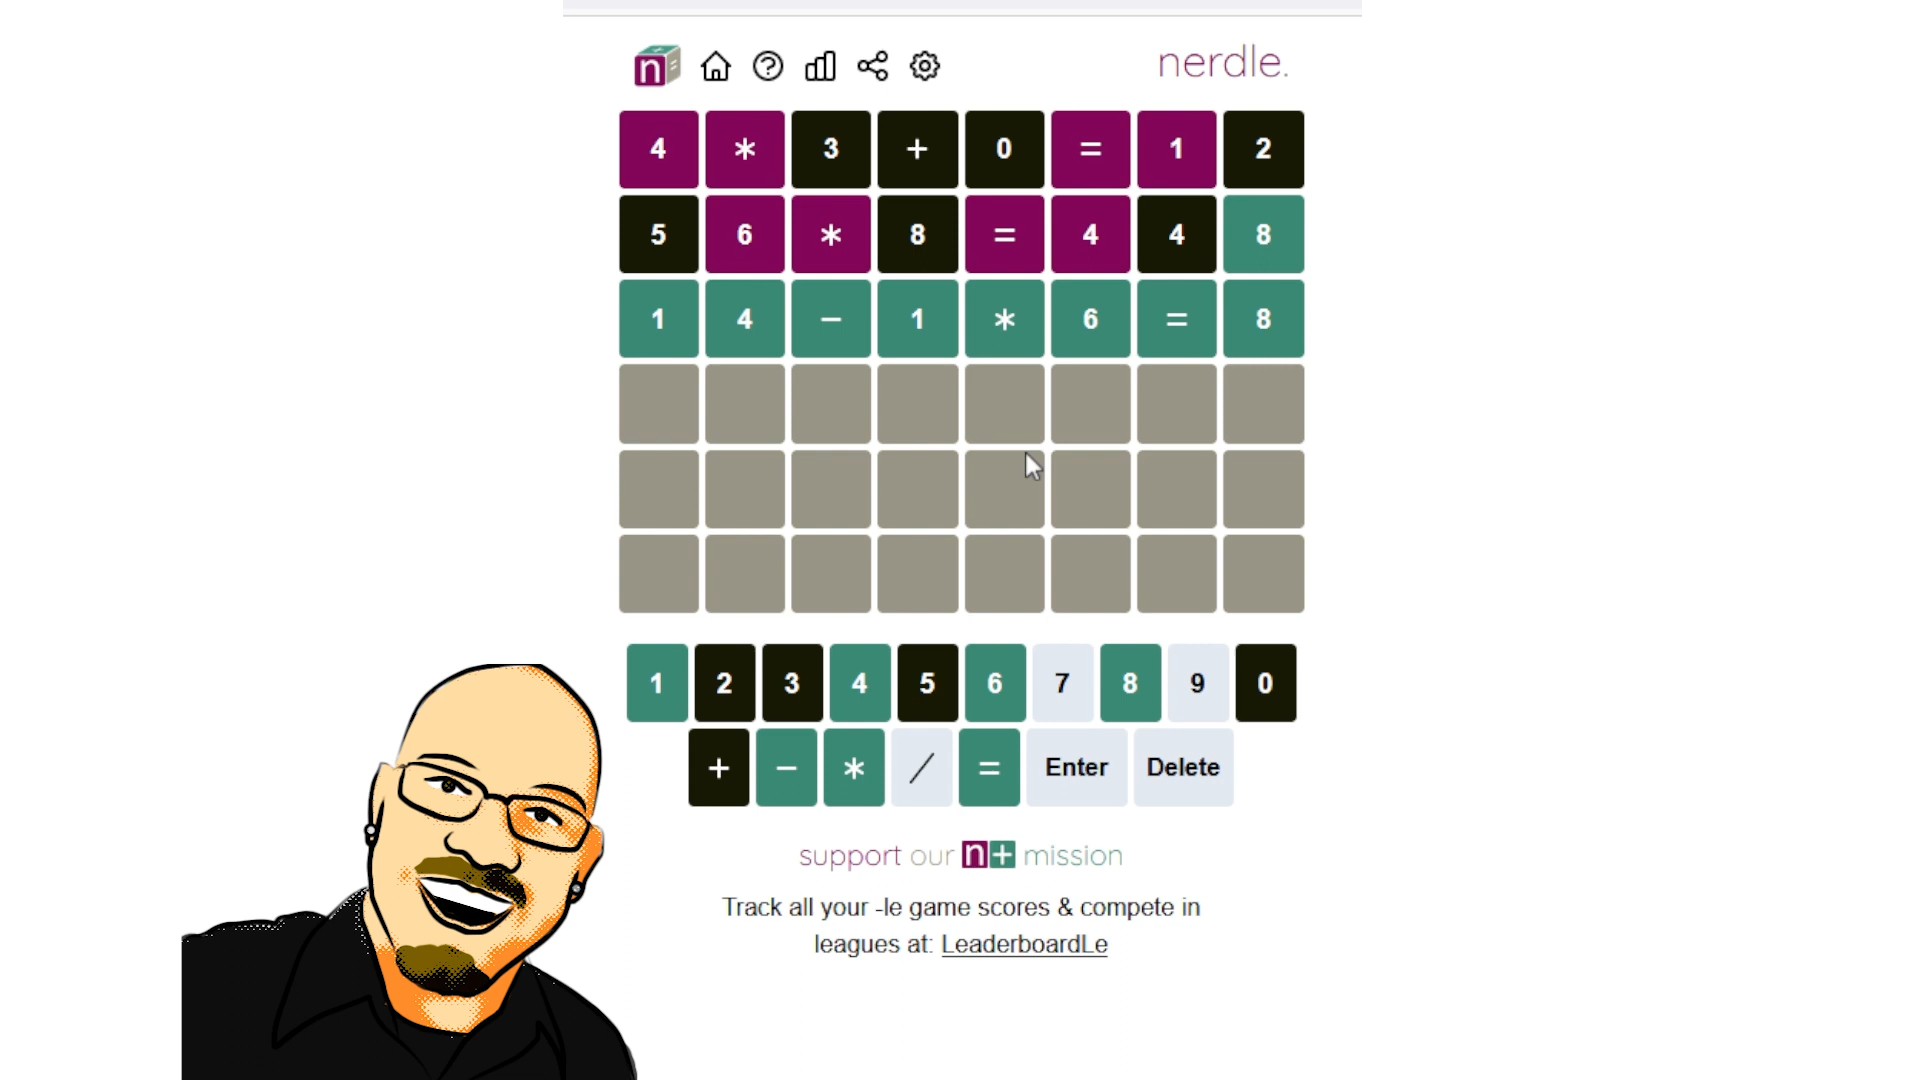 n = nerdle.
4 * 3 + 0 = 1 2
5 6 * 8 = 4 4 8
1 4 - 1 * 6 = 8
1 2 3 4 5 6 7 8 9 0
+ - * / = Enter Delete
support our n+ mission
Track all your -le game scores & compete in
leagues at: LeaderboardLe